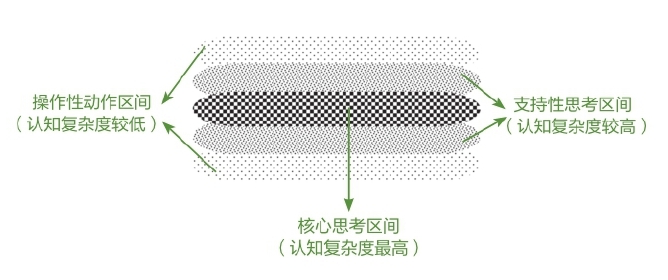 操作性动作区间
（认知复杂度较低）
支持性思考区间
（认知复杂度较高）
核心思考区间
（认知复杂度最高）